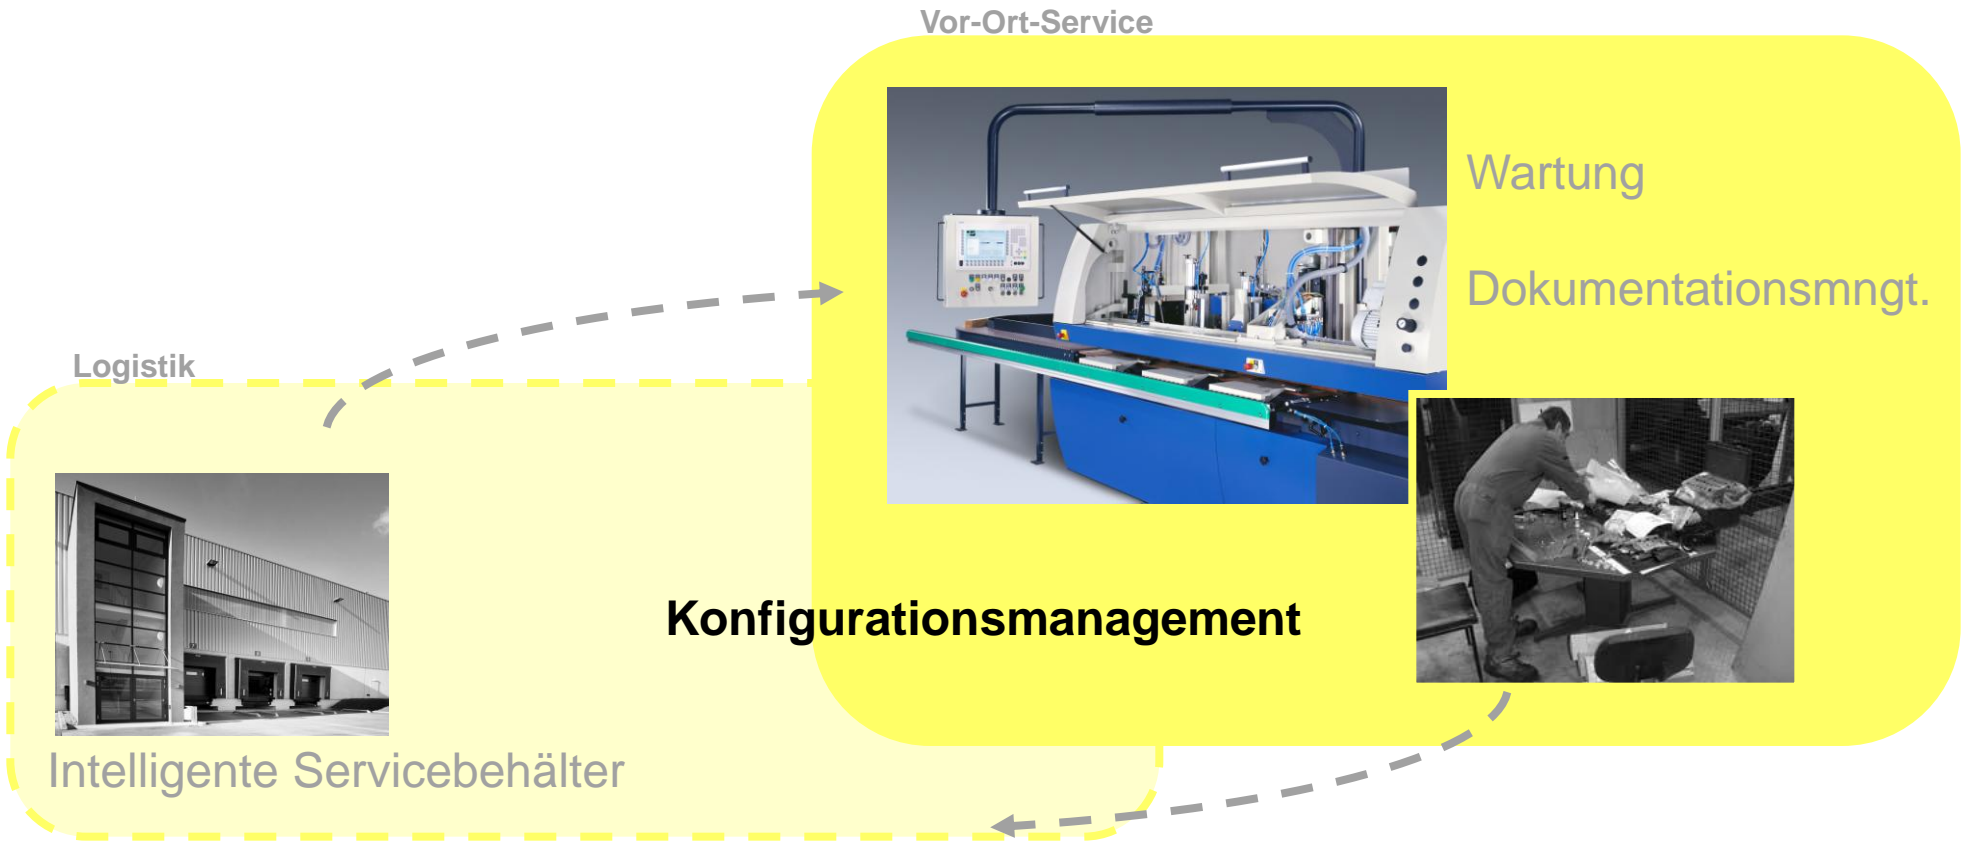 Vor-Ort-Service
Wartung
Dokumentationsmngt.
Logistik
Konfigurationsmanagement
Intelligente Servicebehälter